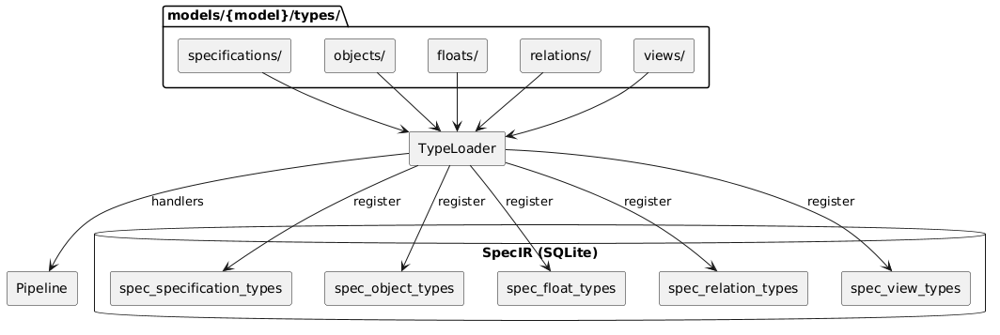 models/{model}/types/
specifications/
objects/
floats/
relations/
views/
TypeLoader
handlers
register
register
register
register
register
SpecIR (SQLite)
Pipeline
spec_specification_types
spec_object_types
spec_float_types
spec_relation_types
spec_view_types